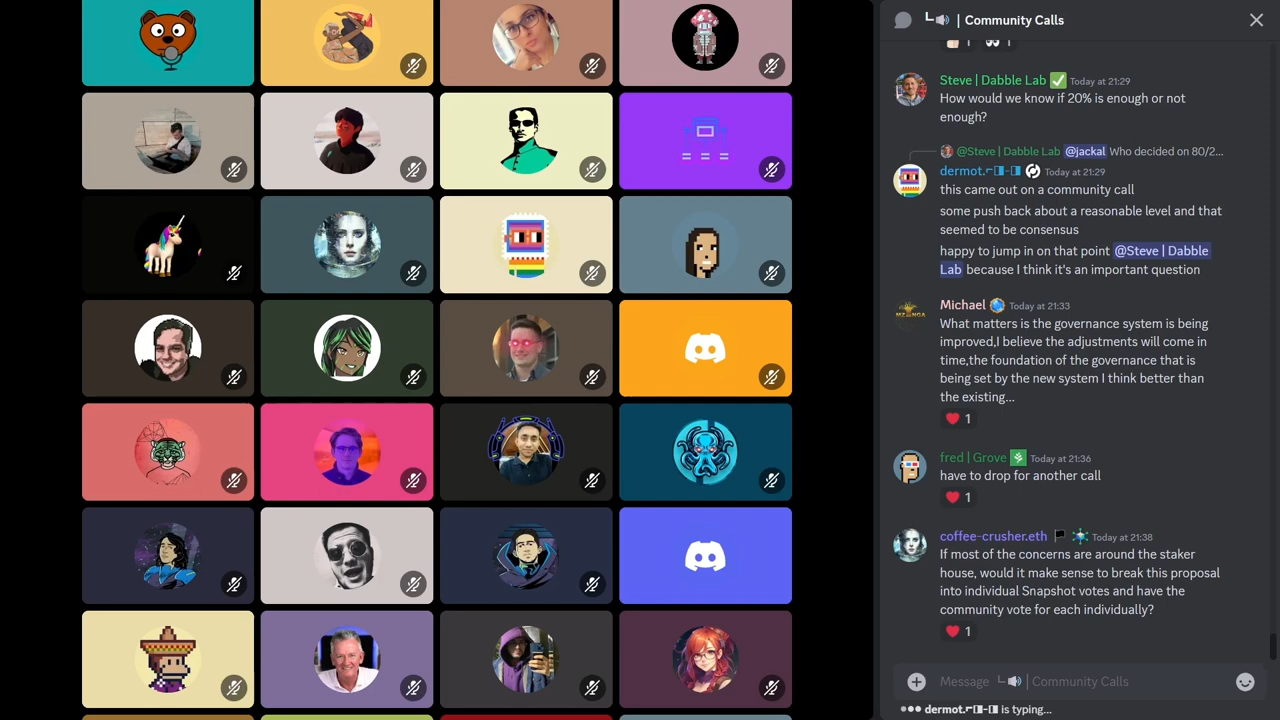 | Community Calls
1
1
Steve | Dabble Lab Today at 21:29
How would we know if 20% is enough or not
enough?
@Steve | Dabble Lab @jackal Who decided on 80/2...
dermot. Today at 21:29
this came out on a community call
some push back about a reasonable level and that
seemed to be consensus
happy to jump in on that point @Steve | Dabble
Lab because I think it's an important question
Michael Today at 21:33
What matters is the governance system is being
improved,I believe the adjustments will come in
time,the foundation of the governance that is
being set by the new system I think better than
the existing...
1
fred | Grove Today at 21:36
have to drop for another call
1
coffee-crusher.eth Today at 21:38
If most of the concerns are around the staker
house, would it make sense to break this proposal
into individual Snapshot votes and have the
community vote for each individually?
1
Message | Community Calls
dermot. is typing...